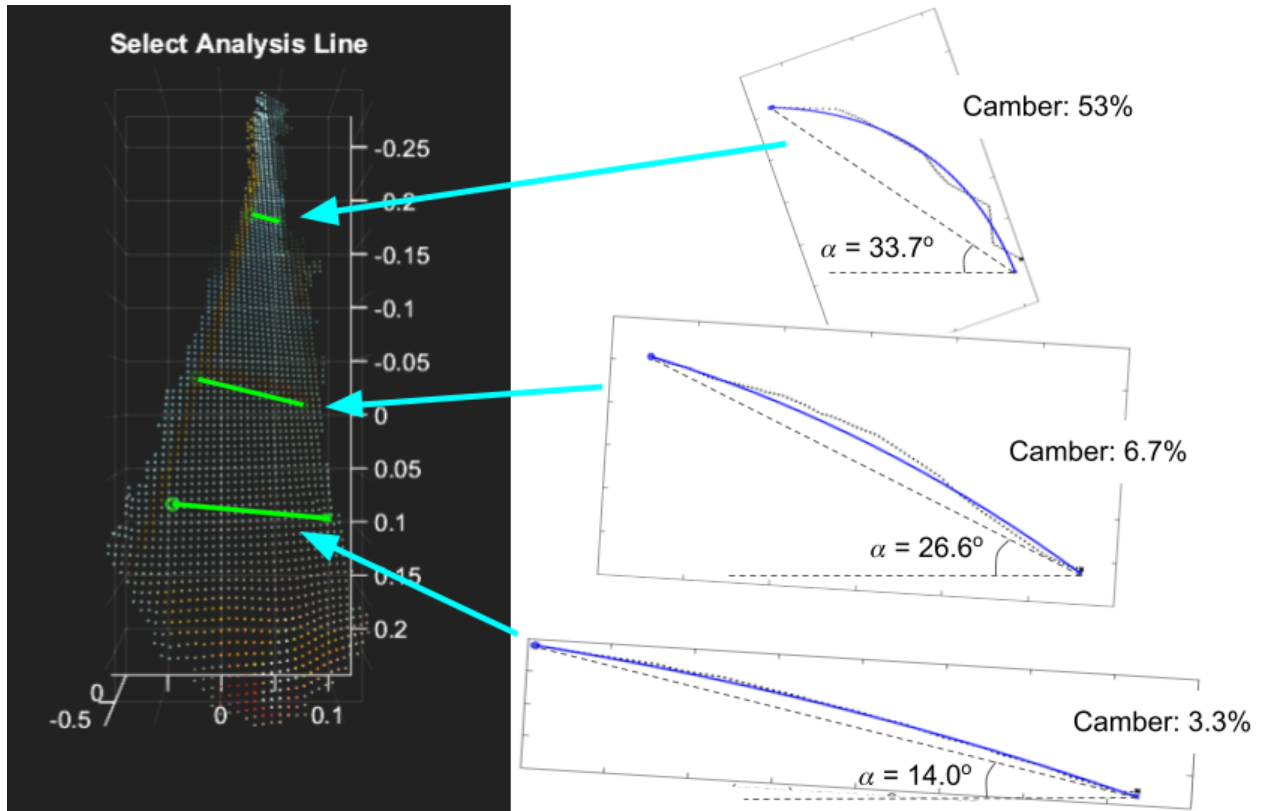 Select Analysis Line
-0.25
-0.2
-0.15
-0.1
-0.05
0
0.05
0.1
0.15
0.2
0
-0.5
0
0.1
Camber: 53%
α = 33.7º
Camber: 6.7%
α = 26.6º
Camber: 3.3%
α = 14.0º